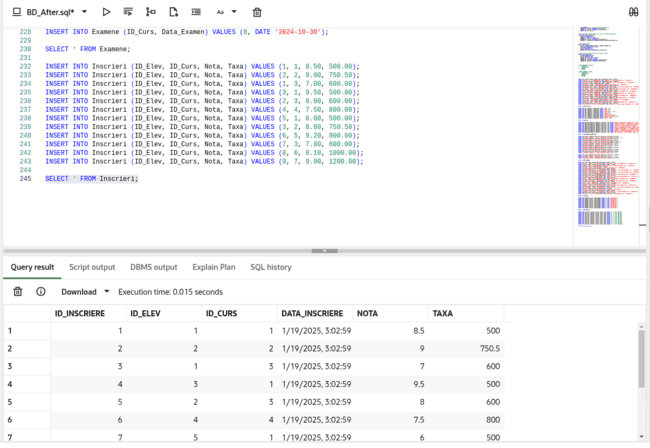 BD_After.sql* Aa
228 INSERT INTO Examene (ID_Curs, Data_Examen) VALUES (8, DATE '2024-10-30');
229
230 SELECT * FROM Examene;
231
232 INSERT INTO Inscrieri (ID_Elev, ID_Curs, Nota, Taxa) VALUES (1, 1, 8.50, 500.00);
233 INSERT INTO Inscrieri (ID_Elev, ID_Curs, Nota, Taxa) VALUES (2, 2, 9.00, 750.50);
234 INSERT INTO Inscrieri (ID_Elev, ID_Curs, Nota, Taxa) VALUES (1, 3, 7.00, 600.00);
235 INSERT INTO Inscrieri (ID_Elev, ID_Curs, Nota, Taxa) VALUES (3, 1, 9.50, 500.00);
236 INSERT INTO Inscrieri (ID_Elev, ID_Curs, Nota, Taxa) VALUES (2, 3, 8.00, 600.00);
237 INSERT INTO Inscrieri (ID_Elev, ID_Curs, Nota, Taxa) VALUES (4, 4, 7.50, 800.00);
238 INSERT INTO Inscrieri (ID_Elev, ID_Curs, Nota, Taxa) VALUES (5, 1, 6.00, 500.00);
239 INSERT INTO Inscrieri (ID_Elev, ID_Curs, Nota, Taxa) VALUES (3, 2, 8.80, 750.50);
240 INSERT INTO Inscrieri (ID_Elev, ID_Curs, Nota, Taxa) VALUES (6, 5, 9.20, 900.00);
241 INSERT INTO Inscrieri (ID_Elev, ID_Curs, Nota, Taxa) VALUES (7, 3, 7.80, 600.00);
242 INSERT INTO Inscrieri (ID_Elev, ID_Curs, Nota, Taxa) VALUES (8, 6, 8.10, 1000.00);
243 INSERT INTO Inscrieri (ID_Elev, ID_Curs, Nota, Taxa) VALUES (9, 7, 9.90, 1200.00);
244
245 SELECT * FROM Inscrieri;
Query result Script output DBMS output Explain Plan SQL history
Download Execution time: 0.015 seconds
ID_INSCRIERE ID_ELEV ID_CURS DATA_INSCRIERE NOTA TAXA
1 1 1 1 1/19/2025, 3:02:59 8.5 500
2 2 2 2 1/19/2025, 3:02:59 9 750.5
3 3 1 3 1/19/2025, 3:02:59 7 600
4 4 3 1 1/19/2025, 3:02:59 9.5 500
5 5 2 3 1/19/2025, 3:02:59 8 600
6 6 4 4 1/19/2025, 3:02:59 7.5 800
7 7 5 1 1/19/2025, 3:02:59 6 500